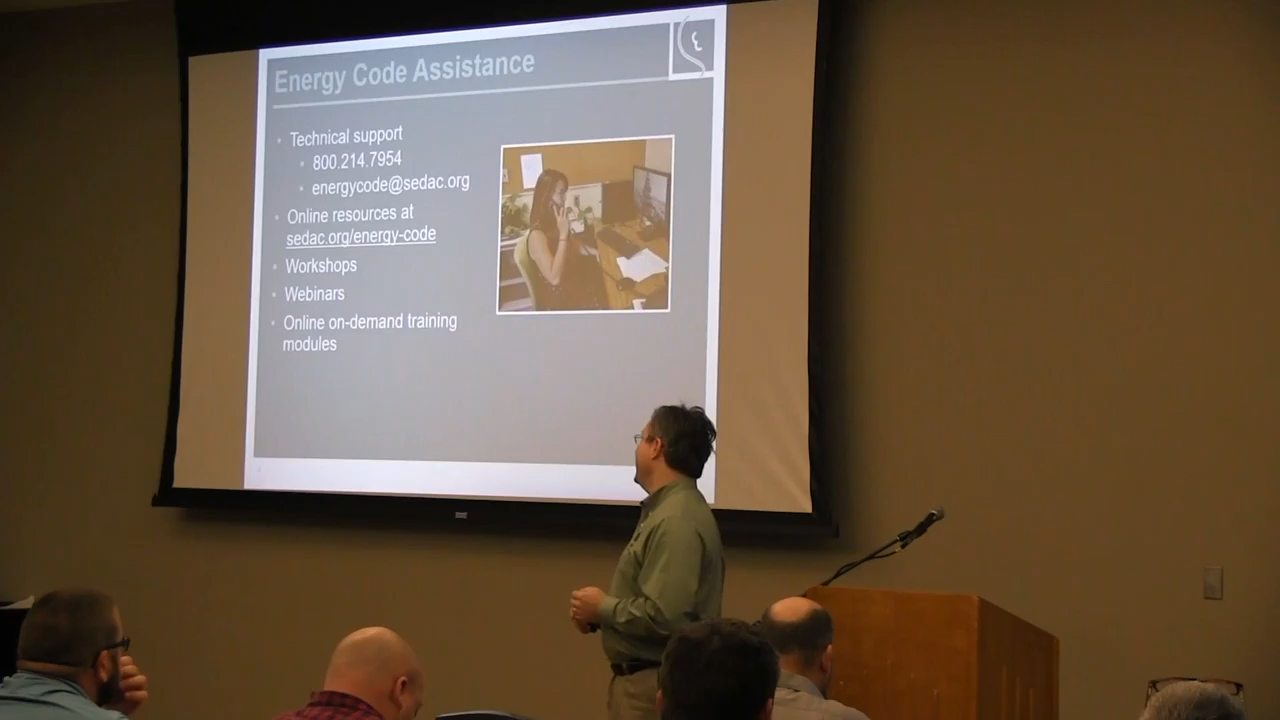 Energy Code Assistance
Technical support
800.214.7954
energycode@sedac.org
Online resources at
sedac.org/energy-code
Workshops
Webinars
Online on-demand training
modules